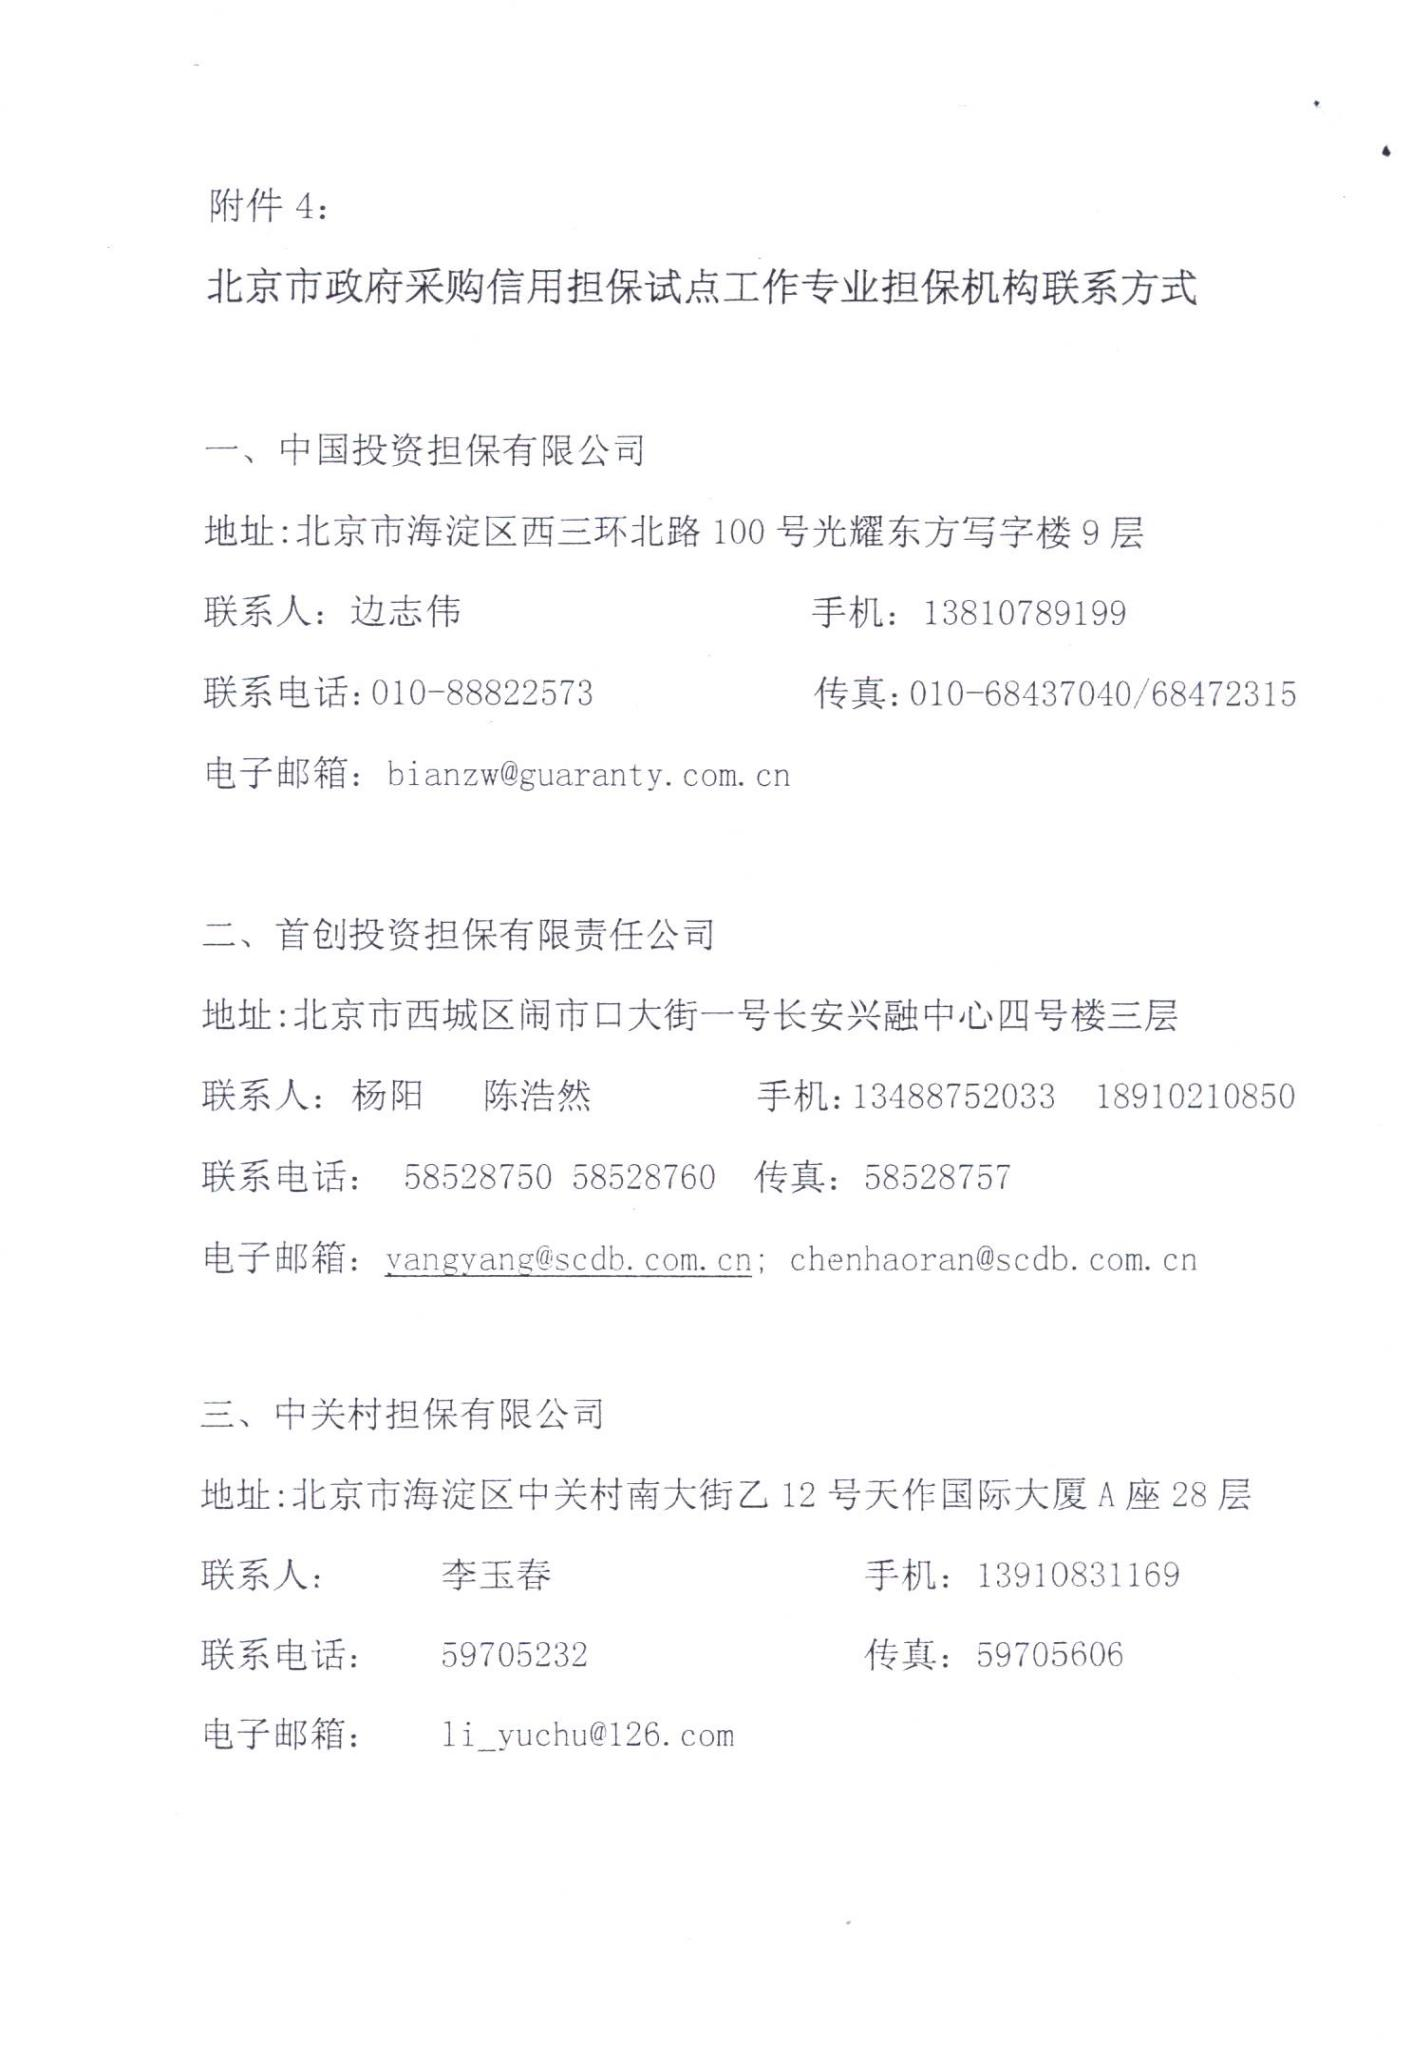 附件 4：
北京市政府采购信用担保试点工作专业担保机构联系方式
一、中国投资担保有限公司
地址:北京市海淀区西三环北路 100 号光耀东方写字楼 9 层
联系人：边志伟 手机：13810789199
联系电话:010-88822573 传真:010-68437040/68472315
电子邮箱：bianzw@guaranty.com.cn
二、首创投资担保有限责任公司
地址:北京市西城区闹市口大街一号长安兴融中心四号楼三层
联系人：杨阳 陈浩然 手机:13488752033 18910210850
联系电话： 58528750 58528760 传真：58528757
电子邮箱：yangyang@scdb.com.cn; chenhaoran@scdb.com.cn
三、中关村担保有限公司
地址:北京市海淀区中关村南大街乙 12 号天作国际大厦 A 座 28 层
联系人： 李玉春 手机：13910831169
联系电话： 59705232 传真：59705606
电子邮箱： li_yuchu@126.com